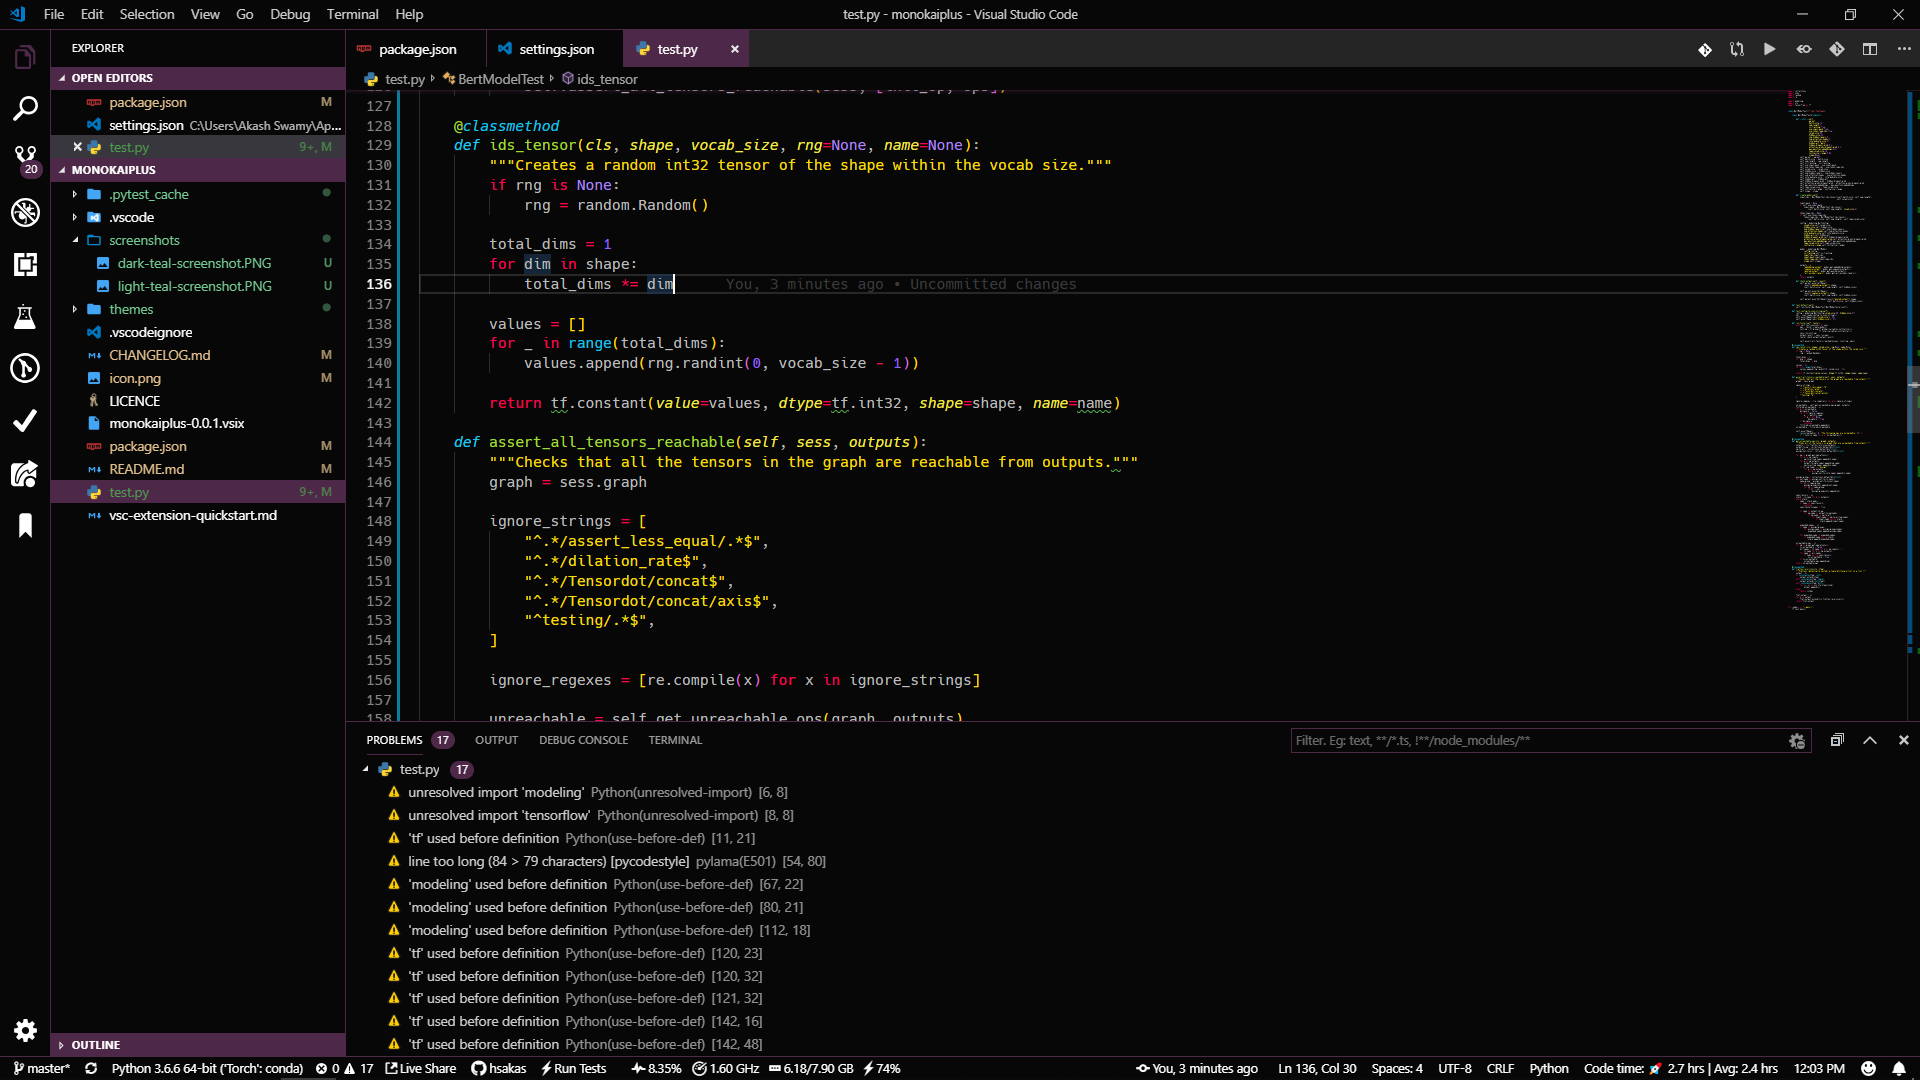 File Edit Selection View Go Debug Terminal Help
test.py - monokaiplus - Visual Studio Code
EXPLORER
OPEN EDITORS
package.json M
settings.json C:\Users\Akash Swamy\Ap...
test.py 9+, M
20
MONOKAIPLUS
.pytest_cache
.vscode
screenshots
dark-teal-screenshot.PNG U
light-teal-screenshot.PNG U
themes
.vscodeignore
CHANGELOG.md M
icon.png M
LICENCE
monokaiplus-0.0.1.vsix
package.json M
README.md M
test.py 9+, M
vsc-extension-quickstart.md
OUTLINE
package.json settings.json test.py
test.py BertModelTest ids_tensor
127
128 @classmethod
129 def ids_tensor(cls, shape, vocab_size, rng=None, name=None):
130 """Creates a random int32 tensor of the shape within the vocab size."""
131 if rng is None:
132 rng = random.Random()
133
134 total_dims = 1
135 for dim in shape:
136 total_dims *= dim You, 3 minutes ago • Uncommitted changes
137
138 values = []
139 for _ in range(total_dims):
140 values.append(rng.randint(0, vocab_size - 1))
141
142 return tf.constant(value=values, dtype=tf.int32, shape=shape, name=name)
143
144 def assert_all_tensors_reachable(self, sess, outputs):
145 """Checks that all the tensors in the graph are reachable from outputs."""
146 graph = sess.graph
147
148 ignore_strings = [
149 "^.*/assert_less_equal/.*$",
150 "^.*/dilation_rate$",
151 "^.*/Tensordot/concat$",
152 "^.*/Tensordot/concat/axis$",
153 "^testing/.*$",
154 ]
155
156 ignore_regexes = [re.compile(x) for x in ignore_strings]
157
158 unreachable = self.get_unreachable_ops(graph, outputs)
PROBLEMS 17 OUTPUT DEBUG CONSOLE TERMINAL
Filter. Eg: text, **/*.ts, !**/node_modules/**
test.py 17
unresolved import 'modeling' Python(unresolved-import) [6, 8]
unresolved import 'tensorflow' Python(unresolved-import) [8, 8]
'tf' used before definition Python(use-before-def) [11, 21]
line too long (84 > 79 characters) [pycodestyle] pylama(E501) [54, 80]
'modeling' used before definition Python(use-before-def) [67, 22]
'modeling' used before definition Python(use-before-def) [80, 21]
'modeling' used before definition Python(use-before-def) [112, 18]
'tf' used before definition Python(use-before-def) [120, 23]
'tf' used before definition Python(use-before-def) [120, 32]
'tf' used before definition Python(use-before-def) [121, 32]
'tf' used before definition Python(use-before-def) [142, 16]
'tf' used before definition Python(use-before-def) [142, 48]
master* Python 3.6.6 64-bit ('Torch': conda) 0 17 Live Share hsakas Run Tests 8.35% 1.60 GHz 6.18/7.90 GB 74% You, 3 minutes ago Ln 136, Col 30 Spaces: 4 UTF-8 CRLF Python Code time: 🚀 2.7 hrs | Avg: 2.4 hrs 12:03 PM